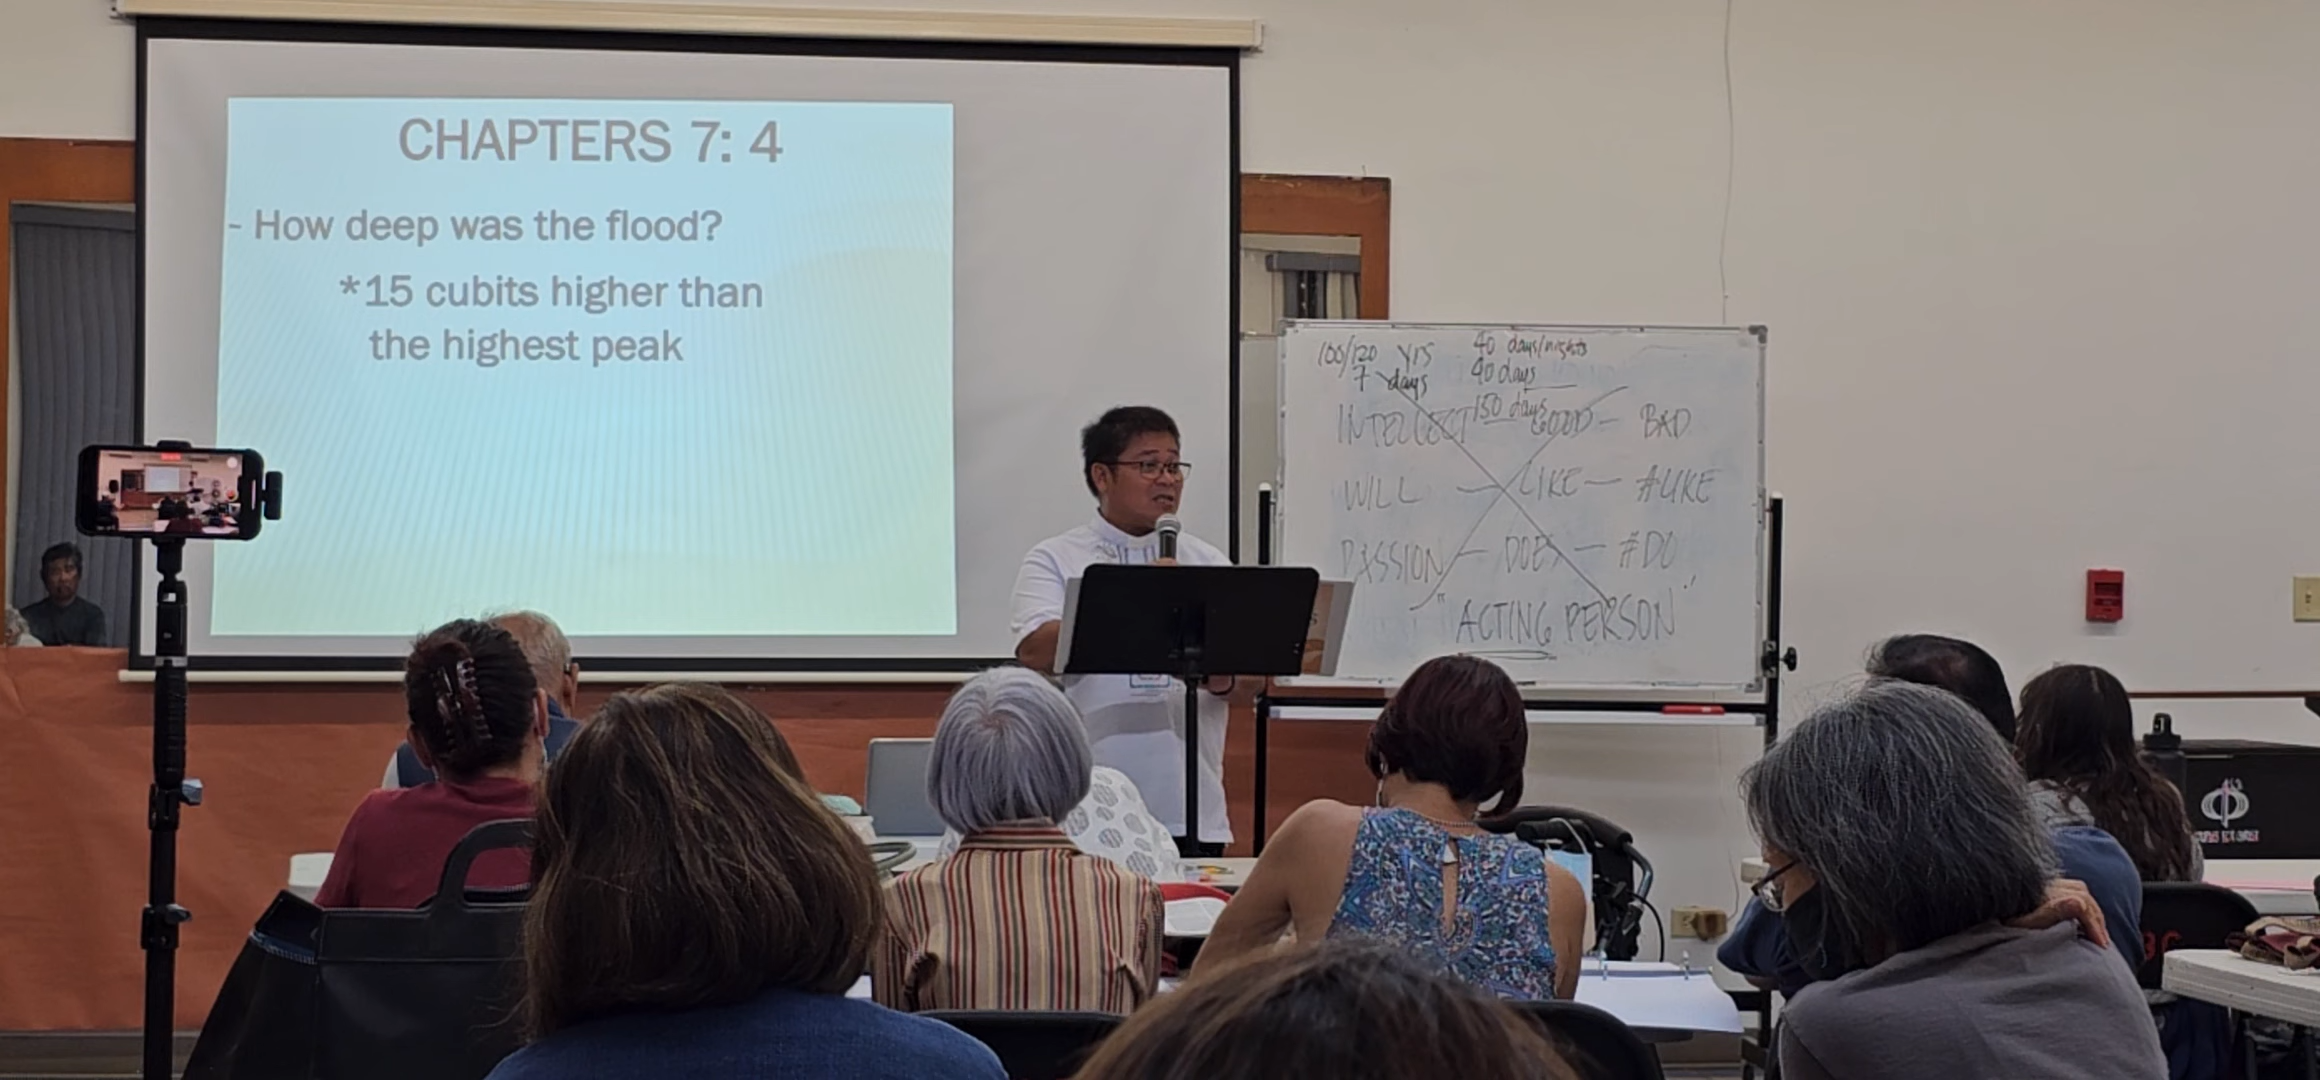 CHAPTERS 7: 4
- How deep was the flood?
*15 cubits higher than
the highest peak
100/120 yrs 40 days/nights
7 days 40 days
150 days
INTELLECT GOOD — BAD
WILL — LIKE — #LIKE
PASSION — DOES — #DO
"ACTING PERSON"